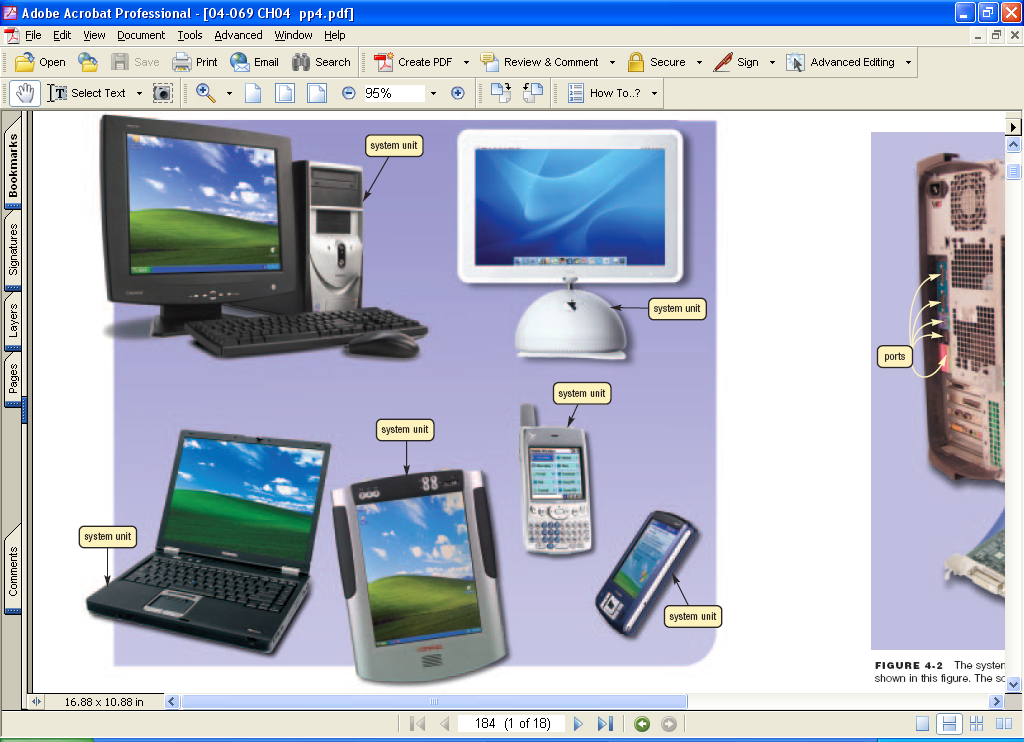 Adobe Acrobat Professional - [04-069 CH04 pp4.pdf]
File Edit View Document Tools Advanced Window Help
Open Save Print Email Search Create PDF Review & Comment Secure Sign Advanced Editing
Select Text 95% How To..?
Bookmarks
Signatures
Layers
Pages
Comments
system unit
system unit
system unit
system unit
system unit
system unit
ports
FIGURE 4-2 The system
shown in this figure. The so
16.88 x 10.88 in
184 (1 of 18)